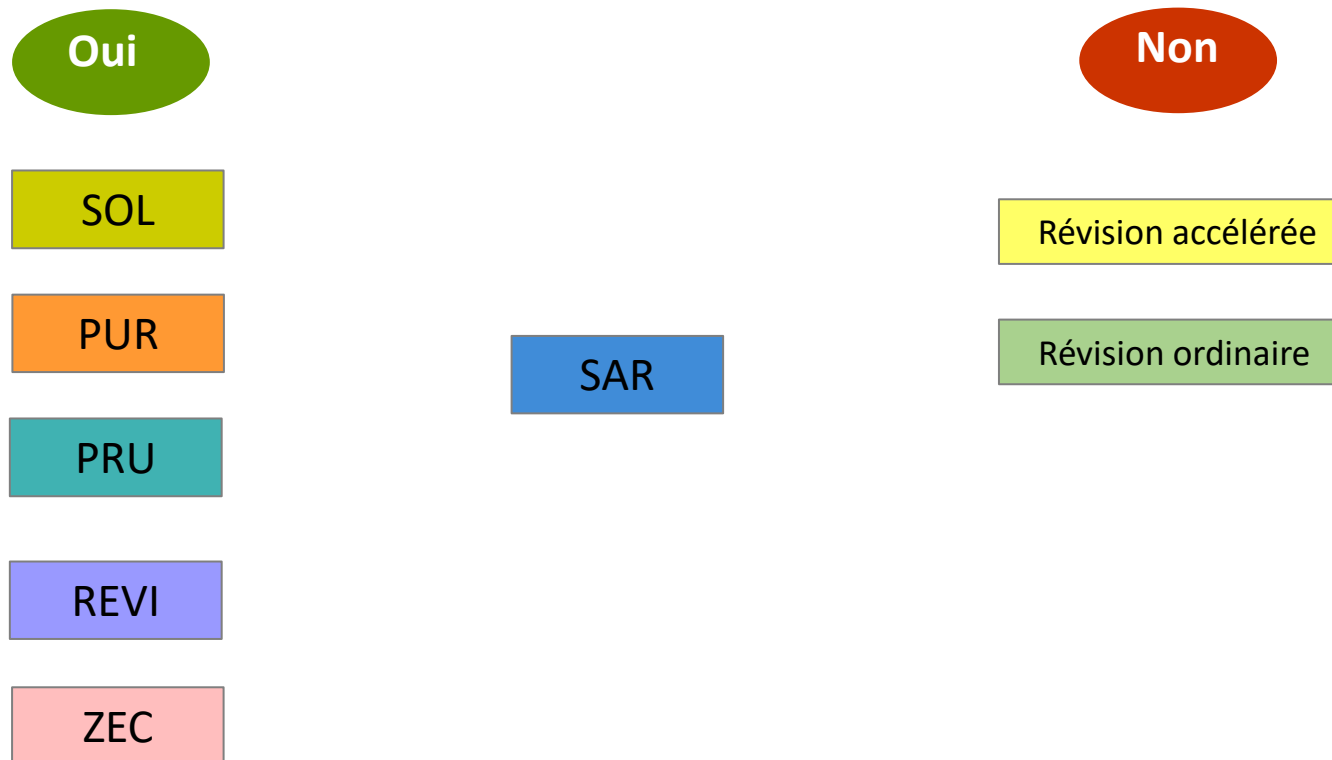 Oui
Non
SOL
PUR
PRU
REVI
ZEC
SAR
Révision accélérée
Révision ordinaire